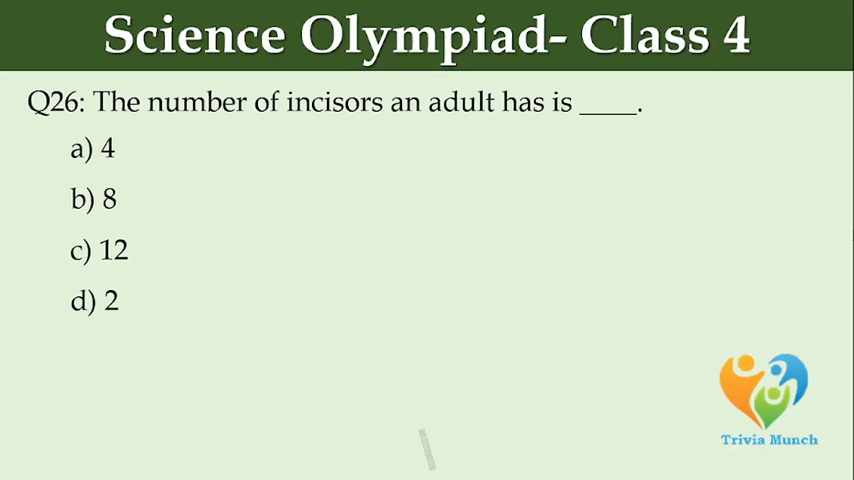 Science Olympiad- Class 4
Q26: The number of incisors an adult has is ____.
a) 4
b) 8
c) 12
d) 2
Trivia Munch